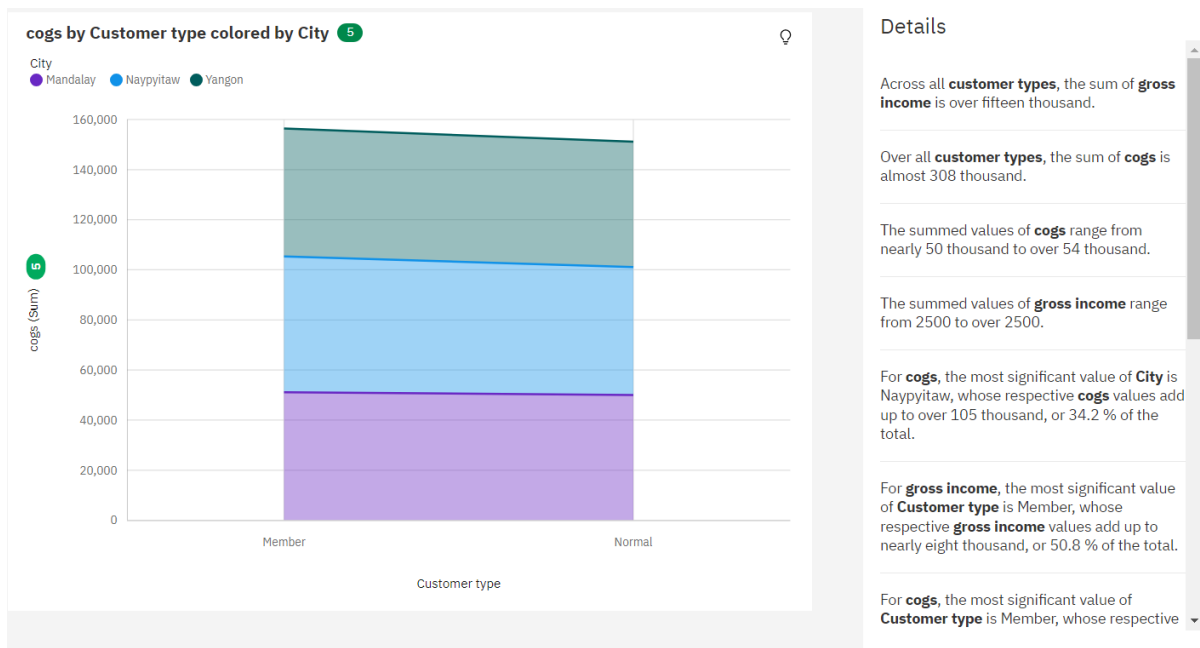 cogs by Customer type colored by City 5
City
Mandalay Naypyitaw Yangon
160,000
140,000
120,000
100,000
80,000
60,000
40,000
20,000
0
5
cogs (Sum)
Member Normal
Customer type
Details
Across all customer types, the sum of gross
income is over fifteen thousand.
Over all customer types, the sum of cogs is
almost 308 thousand.
The summed values of cogs range from
nearly 50 thousand to over 54 thousand.
The summed values of gross income range
from 2500 to over 2500.
For cogs, the most significant value of City is
Naypyitaw, whose respective cogs values add
up to over 105 thousand, or 34.2 % of the
total.
For gross income, the most significant value
of Customer type is Member, whose
respective gross income values add up to
nearly eight thousand, or 50.8 % of the total.
For cogs, the most significant value of
Customer type is Member, whose respective